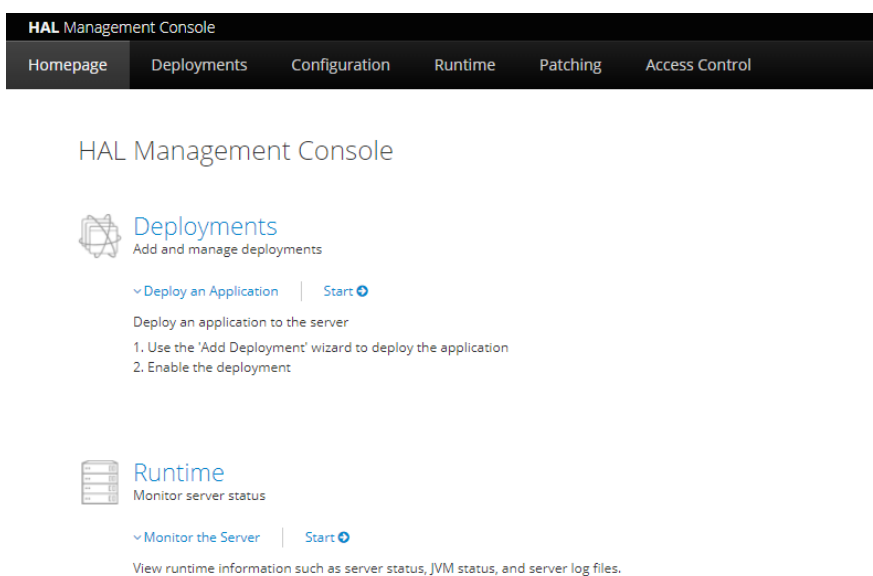 HAL Management Console
Homepage Deployments Configuration Runtime Patching Access Control
HAL Management Console
Deployments
Add and manage deployments
Deploy an Application Start
Deploy an application to the server
1. Use the 'Add Deployment' wizard to deploy the application
2. Enable the deployment
Runtime
Monitor server status
Monitor the Server Start
View runtime information such as server status, JVM status, and server log files.